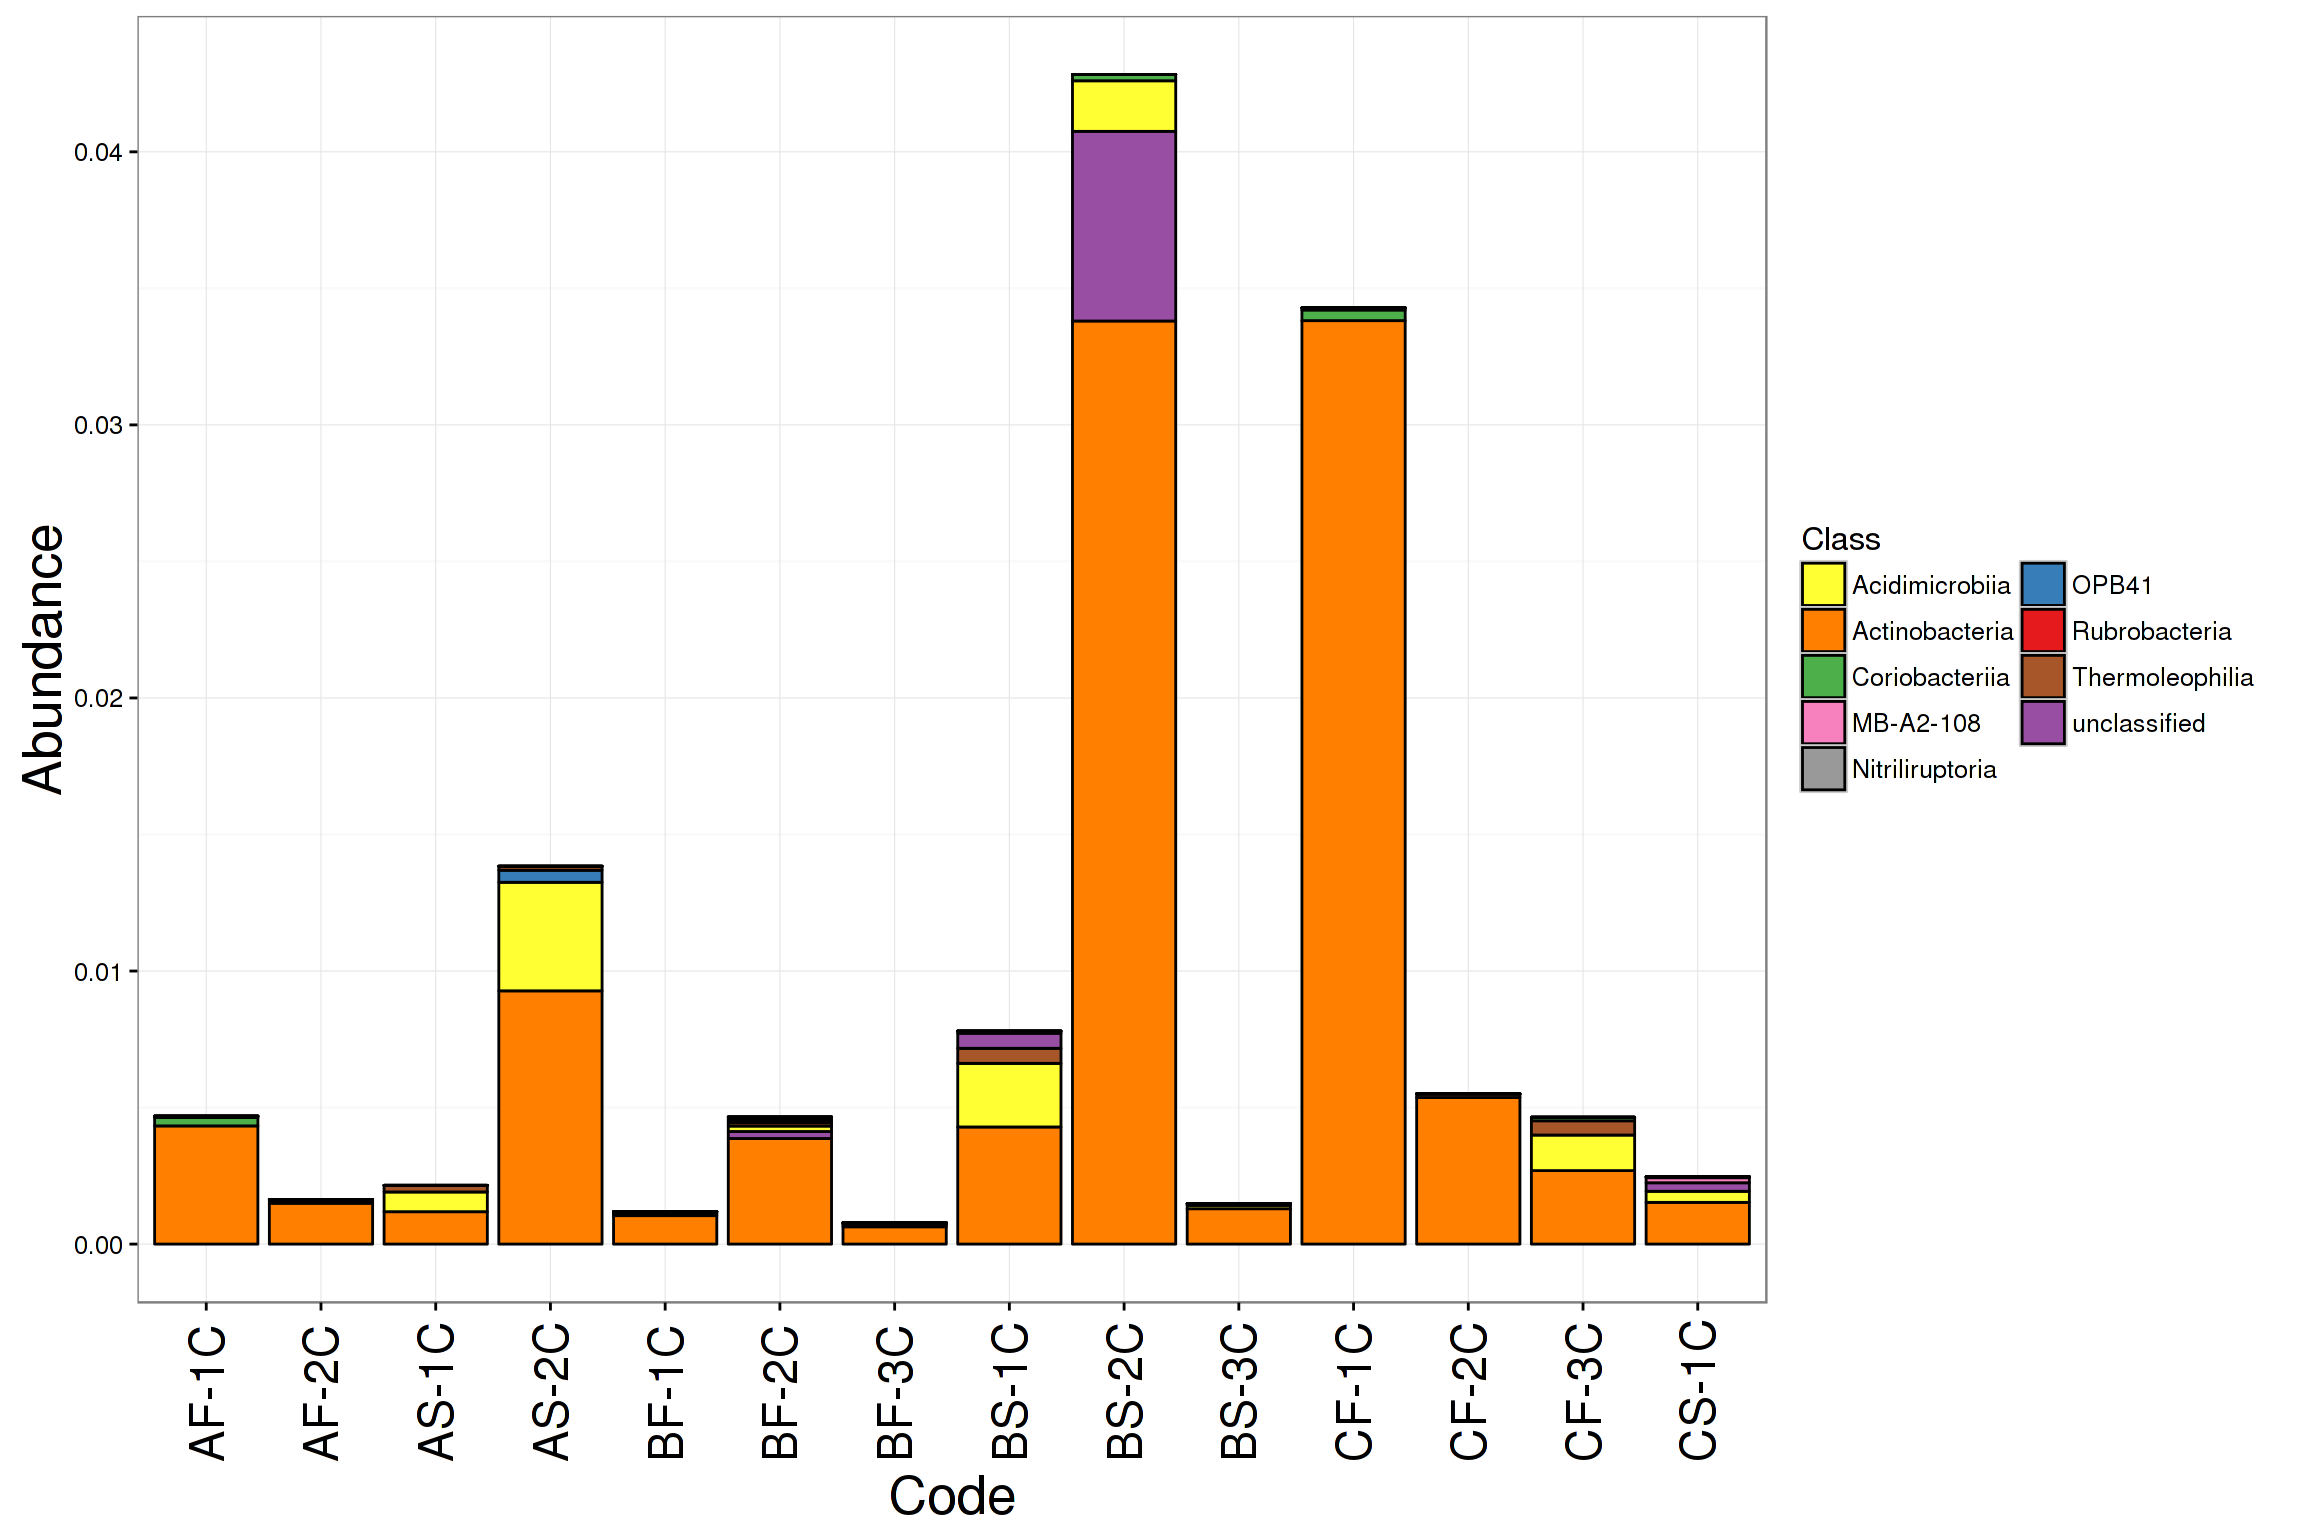 Abundance
0.04
0.03
0.02
0.01
0.00
AF-1C
AF-2C
AS-1C
AS-2C
BF-1C
BF-2C
BF-3C
BS-1C
BS-2C
BS-3C
CF-1C
CF-2C
CF-3C
CS-1C
Code
Class
Acidimicrobiia
Actinobacteria
Coriobacteriia
MB-A2-108
Nitriliruptoria
OPB41
Rubrobacteria
Thermoleophilia
unclassified